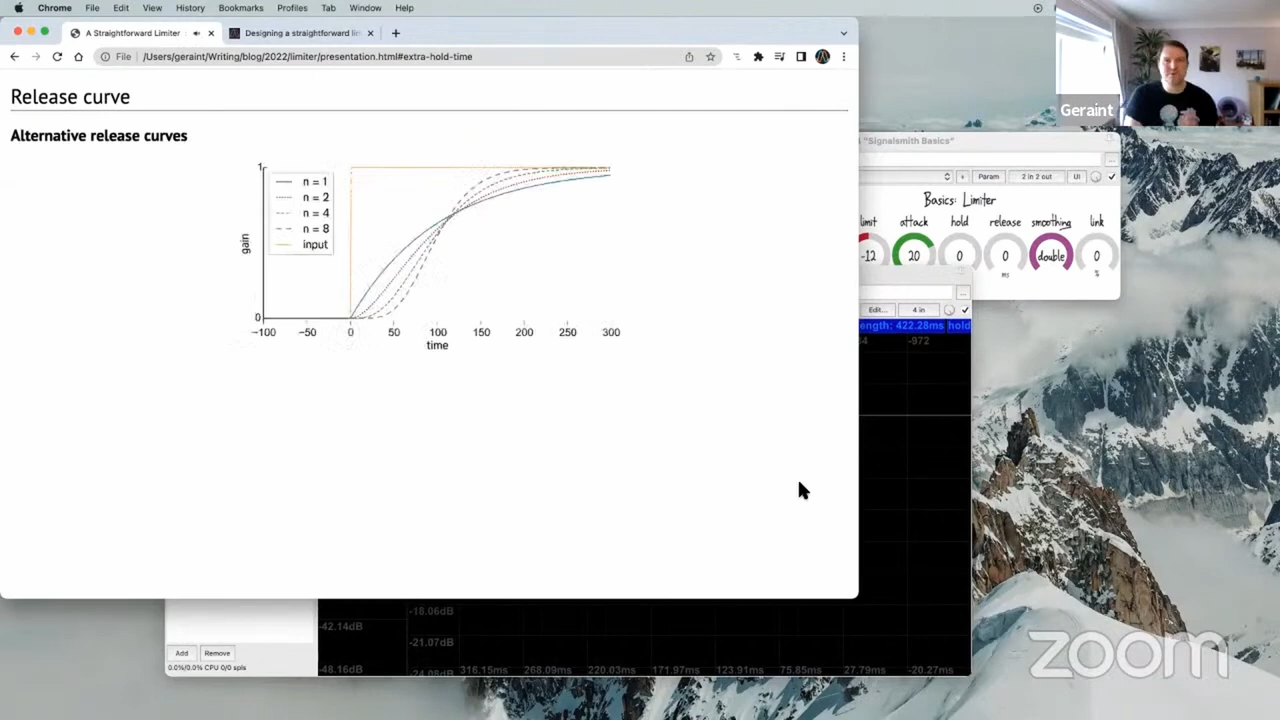 Chrome File Edit View History Bookmarks Profiles Tab Window Help
A Straightforward Limiter
Designing a straightforward lim
File /Users/geraint/Writing/blog/2022/limiter/presentation.html#extra-hold-time
Geraint
Release curve
Alternative release curves
1
n = 1
n = 2
n = 4
n = 8
input
gain
0
−100 −50 0 50 100 150 200 250 300
time
"Signalsmith Basics"
+ Param 2 in 2 out UI
Basics: Limiter
limit attack hold release smoothing link
-12 20 0 0 double 0
ms %
Edit... 4 in
ength: 422.28ms hold
-972
-18.06dB
-42.14dB
-21.07dB
-48.16dB
-24.08dB
316.15ms 268.09ms 220.03ms 171.97ms 123.91ms 75.85ms 27.79ms -20.27ms
Add Remove
0.0%/0.0% CPU 0/0 spls
zoom